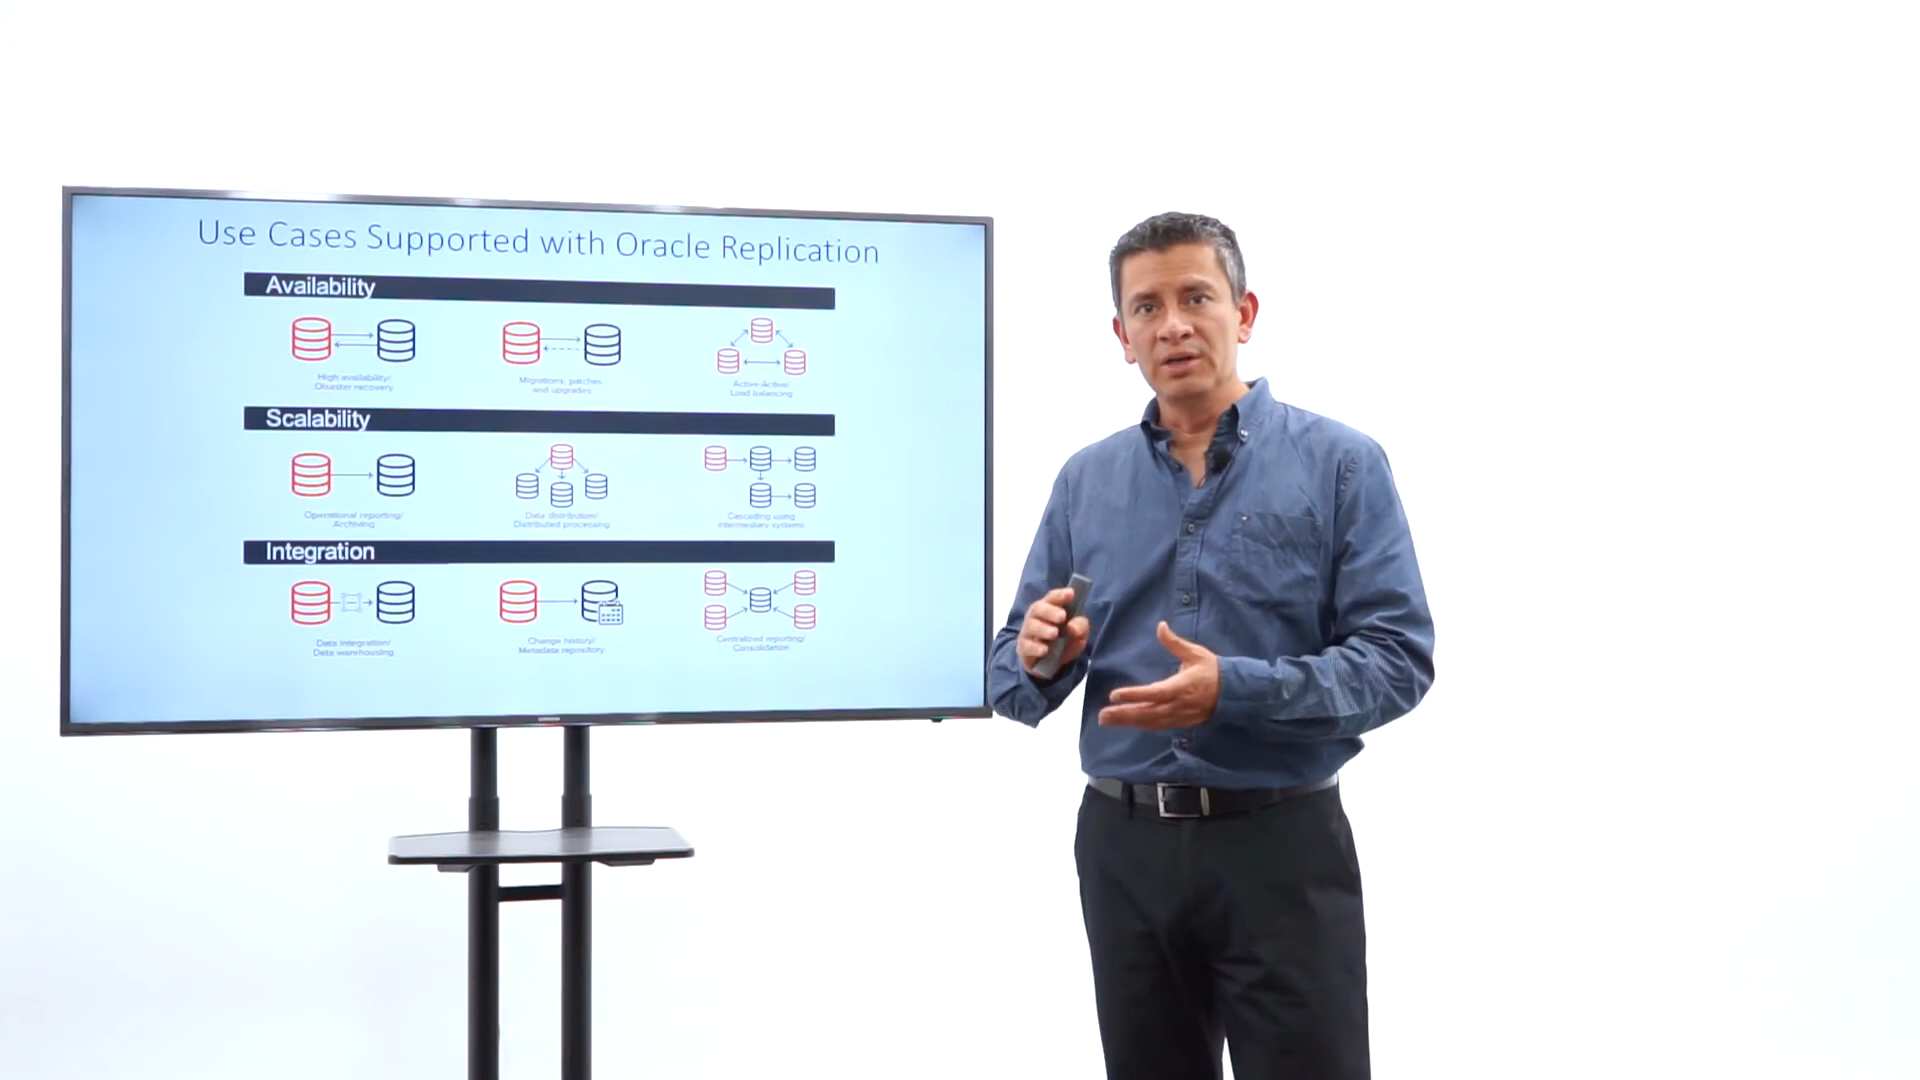 Use Cases Supported with Oracle Replication
Availability
High availability/
Disaster recovery
Migrations, patches
and upgrades
Active-Active/
Load balancing
Scalability
Operational reporting/
Archiving
Data distribution/
Distributed processing
Cascading using
intermediary systems
Integration
Data Integration/
Data warehousing
Change history/
Metadata repository
Centralized reporting/
Consolidation